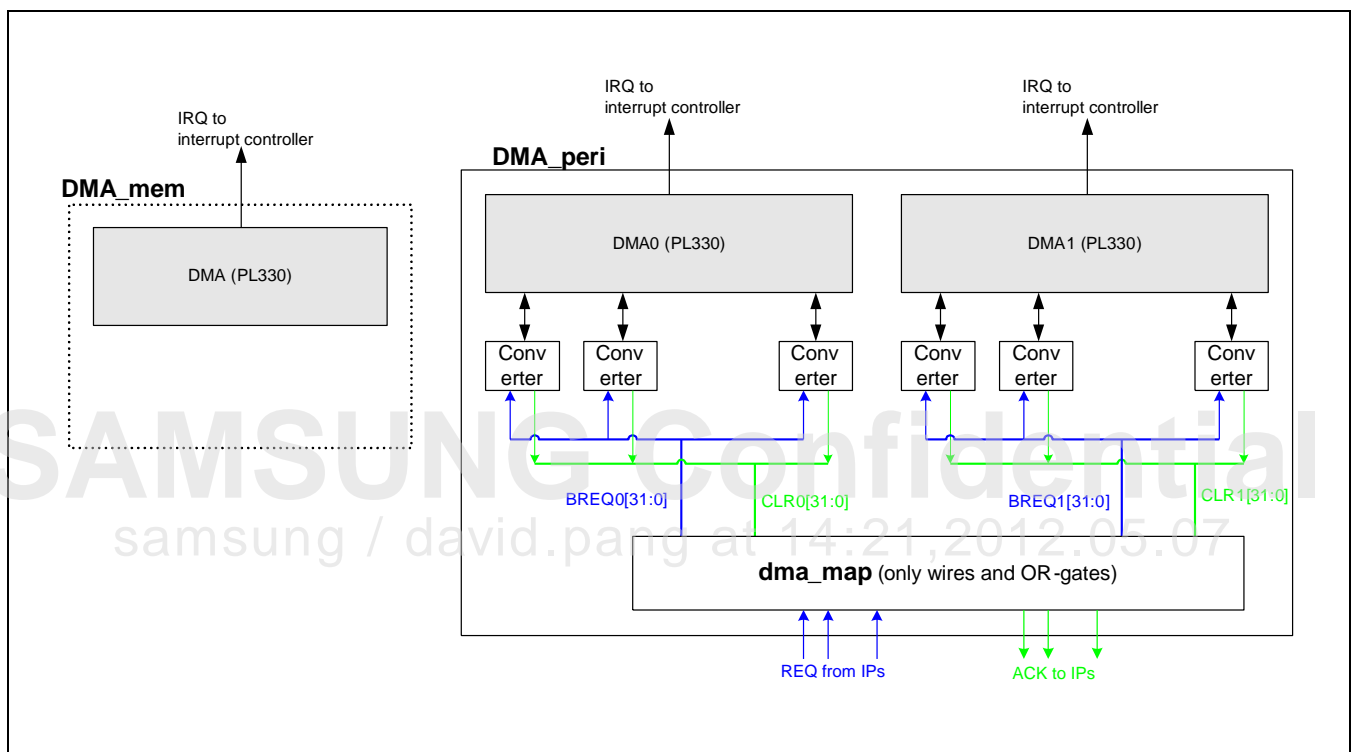 IRQ to
interrupt controller
IRQ to
interrupt controller
IRQ to
interrupt controller
DMA_peri
DMA_mem
DMA (PL330)
DMA0 (PL330)
DMA1 (PL330)
Conv
erter
Conv
erter
Conv
erter
Conv
erter
Conv
erter
Conv
erter
SAMSUNG Confidential
BREQ0[31:0]
CLR0[31:0]
BREQ1[31:0]
CLR1[31:0]
samsung / david.pang at 14:21,2012.05.07
dma_map (only wires and OR-gates)
REQ from IPs
ACK to IPs